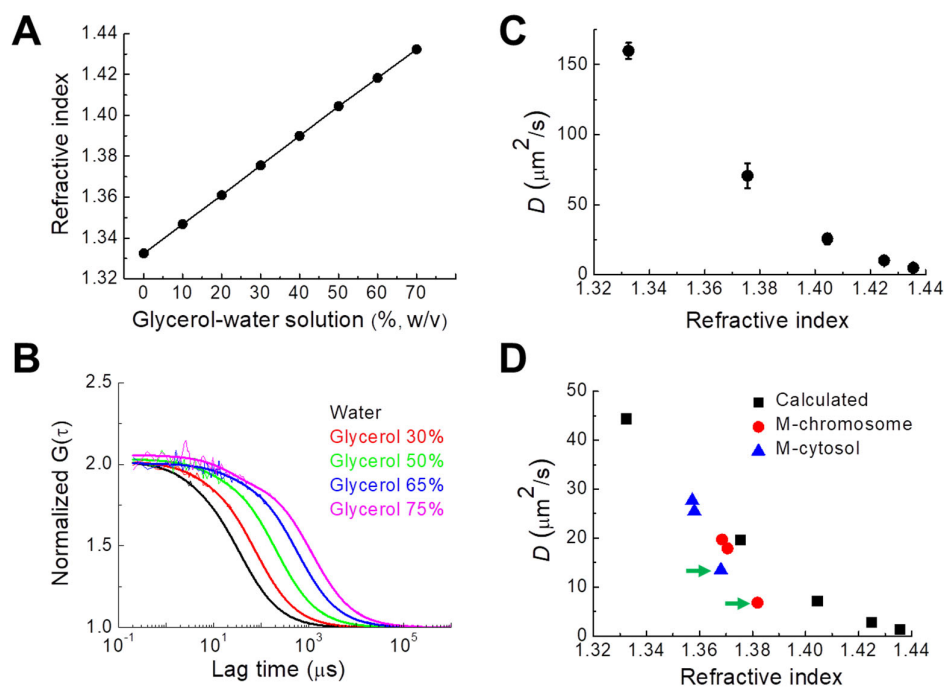 A
Refractive index
1.44
1.42
1.40
1.38
1.36
1.34
1.32
0 10 20 30 40 50 60 70
Glycerol-water solution (%, w/v)
B
Normalized G(τ)
2.5
2.0
1.5
1.0
Water
Glycerol 30%
Glycerol 50%
Glycerol 65%
Glycerol 75%
10⁻¹ 10¹ 10³ 10⁵
Lag time (μs)
C
D (μm²/s)
150
100
50
0
1.32 1.34 1.36 1.38 1.40 1.42 1.44
Refractive index
D
D (μm²/s)
50
40
30
20
10
0
Calculated
M-chromosome
M-cytosol
1.32 1.34 1.36 1.38 1.40 1.42 1.44
Refractive index